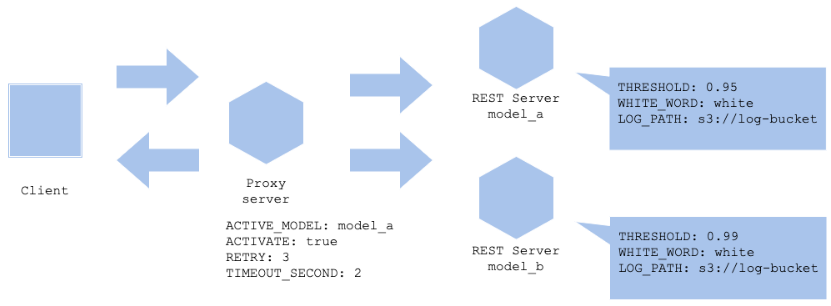 Client
Proxy
server
ACTIVE_MODEL: model_a
ACTIVATE: true
RETRY: 3
TIMEOUT_SECOND: 2
REST Server
model_a
THRESHOLD: 0.95
WHITE_WORD: white
LOG_PATH: s3://log-bucket
REST Server
model_b
THRESHOLD: 0.99
WHITE_WORD: white
LOG_PATH: s3://log-bucket